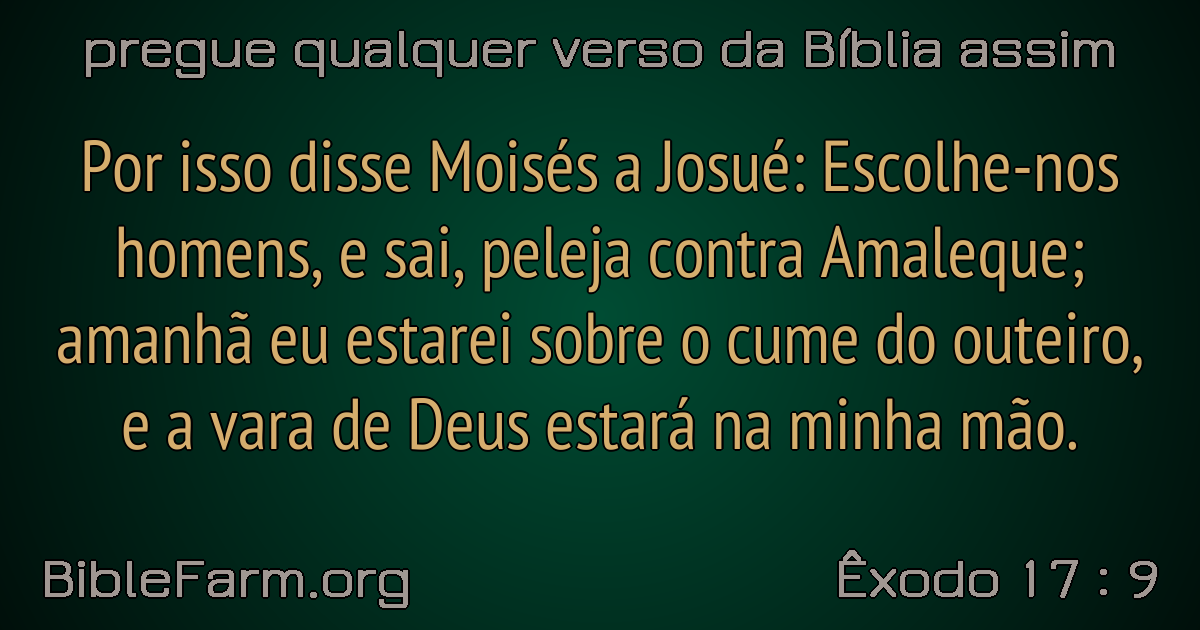 pregue qualquer verso da Bíblia assim
Por isso disse Moisés a Josué: Escolhe-nos
homens, e sai, peleja contra Amaleque;
amanhã eu estarei sobre o cume do outeiro,
e a vara de Deus estará na minha mão.
BibleFarm.org
Êxodo 17 : 9